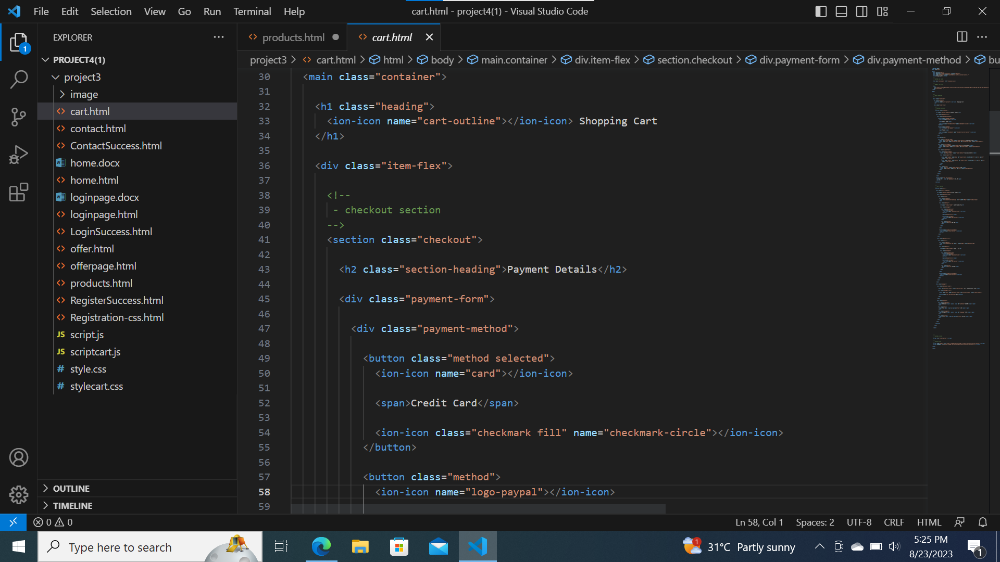 File Edit Selection View Go Run Terminal Help
cart.html - project4(1) - Visual Studio Code
1
EXPLORER
PROJECT4(1)
project3
image
cart.html
contact.html
ContactSuccess.html
home.docx
home.html
loginpage.docx
loginpage.html
LoginSuccess.html
offer.html
offerpage.html
products.html
RegisterSuccess.html
Registration-css.html
JS script.js
JS scriptcart.js
# style.css
# stylecart.css
OUTLINE
TIMELINE
products.html
cart.html
project3 > cart.html > html > body > main.container > div.item-flex > section.checkout > div.payment-form > div.payment-method > bu
30 <main class="container">
31
32 <h1 class="heading">
33 <ion-icon name="cart-outline"></ion-icon> Shopping Cart
34 </h1>
35
36 <div class="item-flex">
37
38 <!--
39 - checkout section
40 -->
41 <section class="checkout">
42
43 <h2 class="section-heading">Payment Details</h2>
44
45 <div class="payment-form">
46
47 <div class="payment-method">
48
49 <button class="method selected">
50 <ion-icon name="card"></ion-icon>
51
52 <span>Credit Card</span>
53
54 <ion-icon class="checkmark fill" name="checkmark-circle"></ion-icon>
55 </button>
56
57 <button class="method">
58 <ion-icon name="logo-paypal"></ion-icon>
59
0 0
Ln 58, Col 1 Spaces: 2 UTF-8 CRLF HTML
Type here to search
1
31°C Partly sunny
5:25 PM
8/23/2023
1